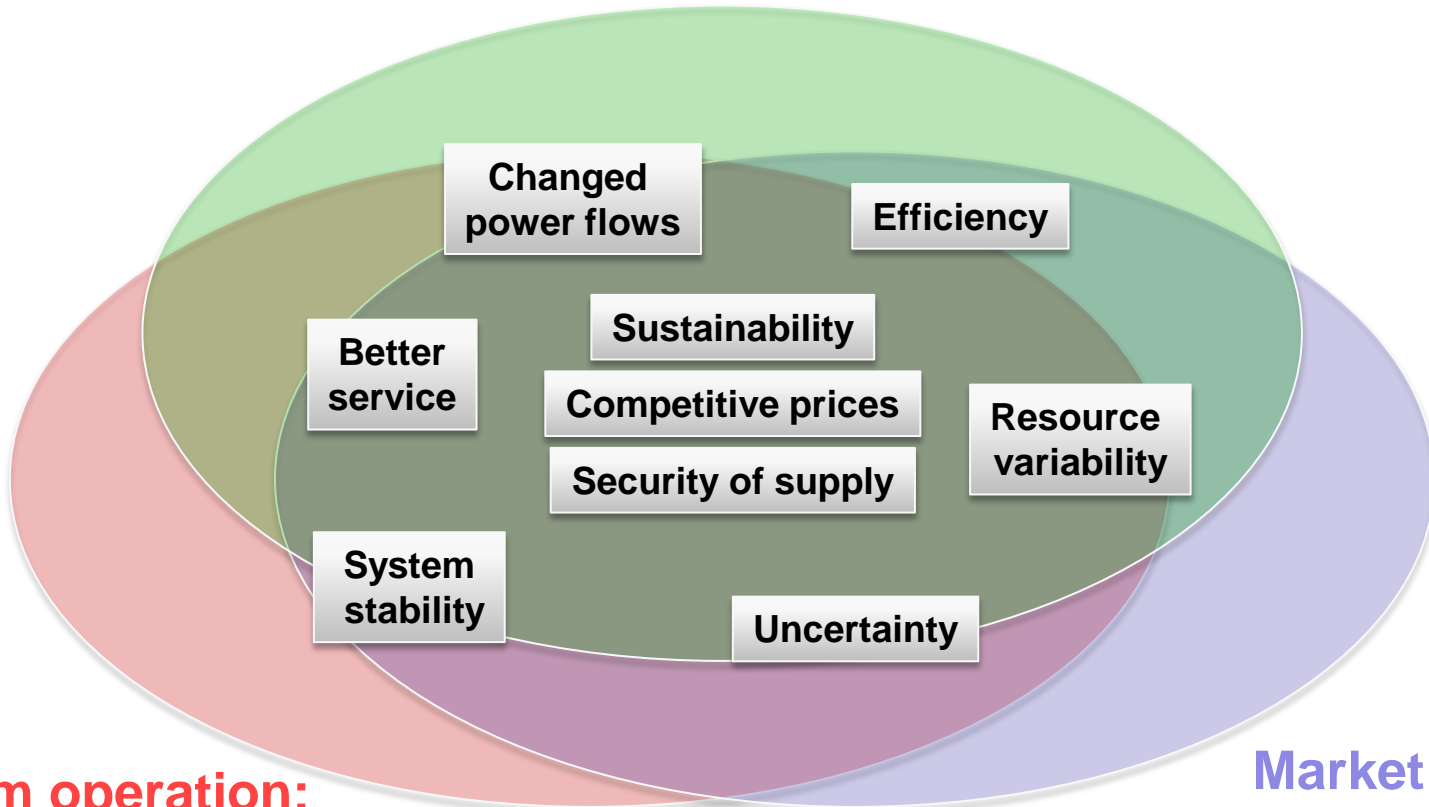 Changed
power flows
Efficiency
Sustainability
Better
service
Competitive prices
Resource
variability
Security of supply
System
stability
Uncertainty
Market
operation: